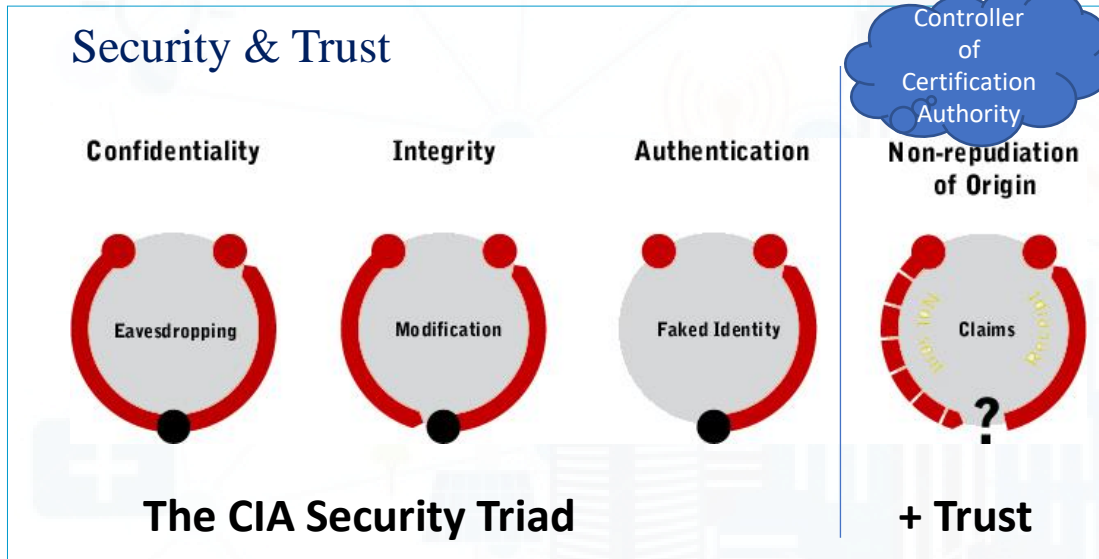 Security & Trust
Controller
of
Certification
Authority
Confidentiality
Integrity
Authentication
Non-repudiation
of Origin
Eavesdropping
Modification
Faked Identity
Claims
?
The CIA Security Triad
+ Trust